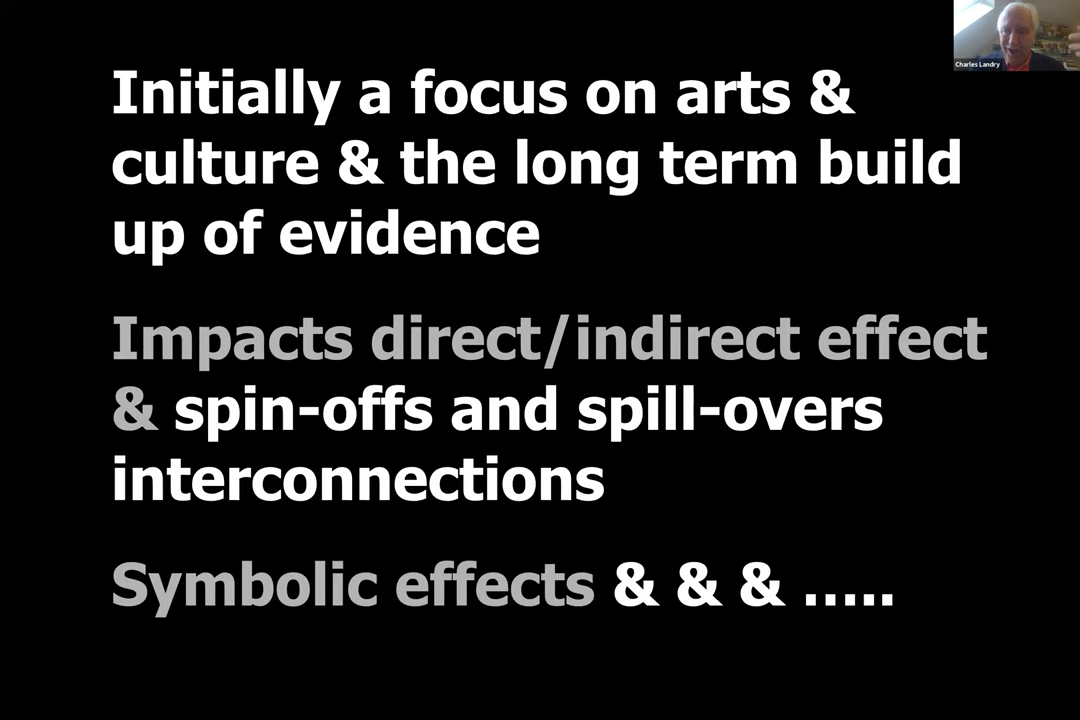 Charles Landry
Initially a focus on arts &
culture & the long term build
up of evidence
Impacts direct/indirect effect
& spin-offs and spill-overs
interconnections
Symbolic effects & & & .....